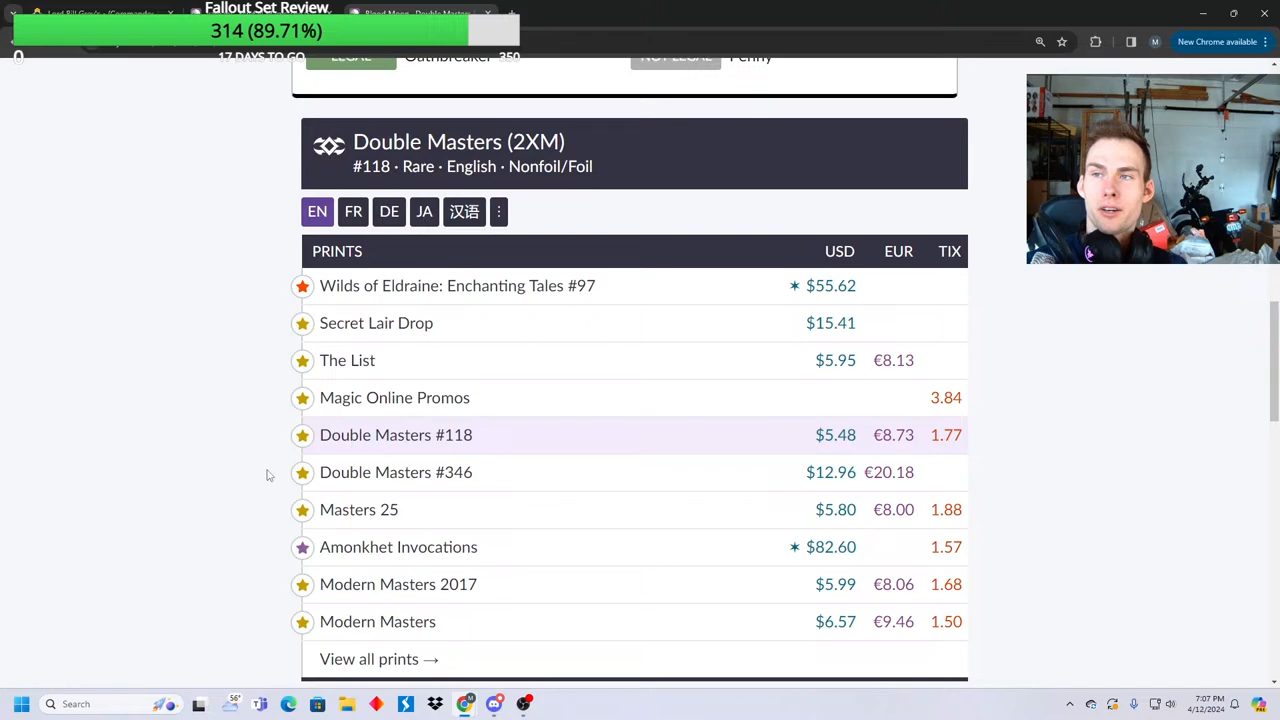 Fallout Set Review
314 (89.71%)
0
17 DAYS TO GO
350
New Chrome available
LEGAL
Oathbreaker
NOT LEGAL
Penny
Double Masters (2XM)
#118 · Rare · English · Nonfoil/Foil
EN FR DE JA 汉语
PRINTS USD EUR TIX
Wilds of Eldraine: Enchanting Tales #97 ✶ $55.62
Secret Lair Drop $15.41
The List $5.95 €8.13
Magic Online Promos 3.84
Double Masters #118 $5.48 €8.73 1.77
Double Masters #346 $12.96 €20.18
Masters 25 $5.80 €8.00 1.88
Amonkhet Invocations ✶ $82.60 1.57
Modern Masters 2017 $5.99 €8.06 1.68
Modern Masters $6.57 €9.46 1.50
View all prints →
Search
56°
4/12/2024